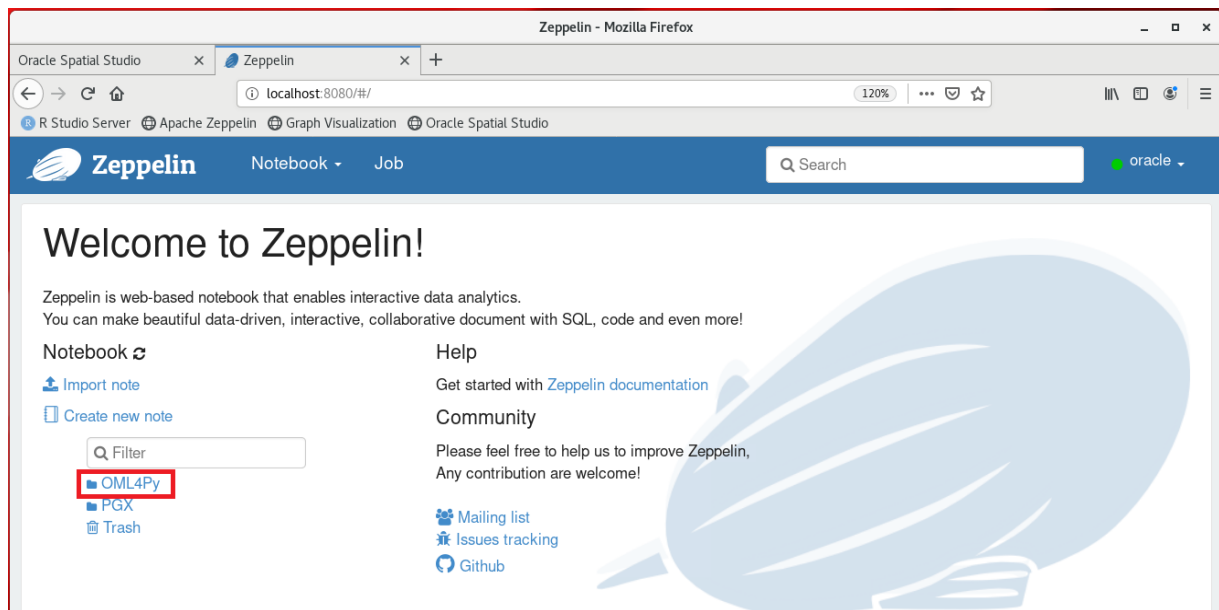 Zeppelin - Mozilla Firefox
Oracle Spatial Studio
Zeppelin
localhost:8080/#/
120%
R Studio Server Apache Zeppelin Graph Visualization Oracle Spatial Studio
Zeppelin Notebook Job Search oracle
Welcome to Zeppelin!
Zeppelin is web-based notebook that enables interactive data analytics.
You can make beautiful data-driven, interactive, collaborative document with SQL, code and even more!
Notebook
Import note
Create new note
Filter
OML4Py
PGX
Trash
Help
Get started with Zeppelin documentation
Community
Please feel free to help us to improve Zeppelin,
Any contribution are welcome!
Mailing list
Issues tracking
Github